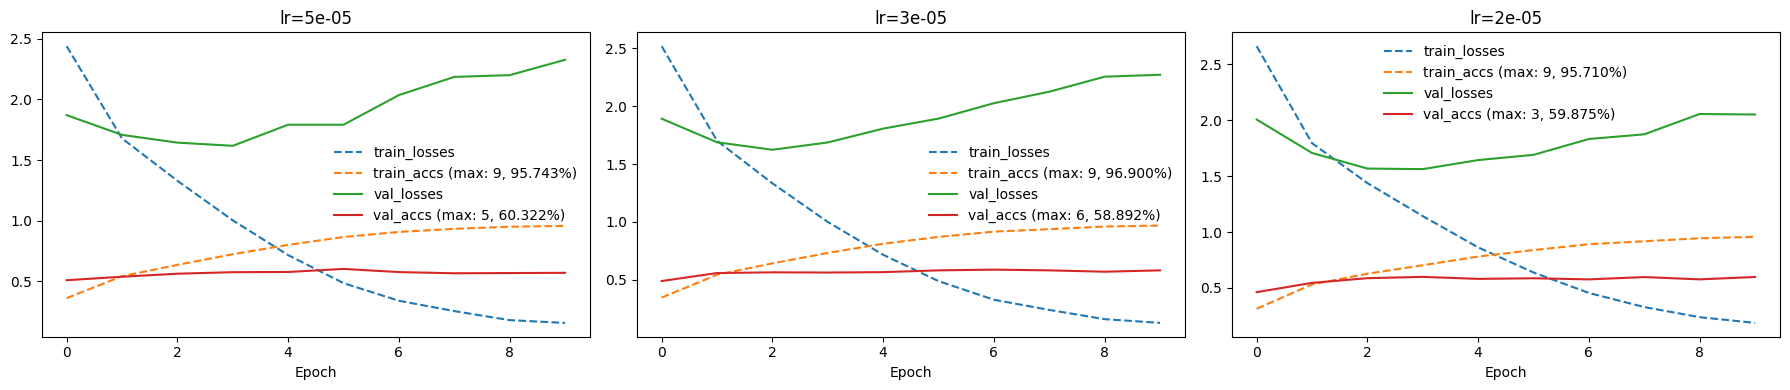 lr=5e-05
2.5
2.0
1.5
1.0
0.5
train_losses
train_accs (max: 9, 95.743%)
val_losses
val_accs (max: 5, 60.322%)
0 2 4 6 8
Epoch
lr=3e-05
2.5
2.0
1.5
1.0
0.5
train_losses
train_accs (max: 9, 96.900%)
val_losses
val_accs (max: 6, 58.892%)
0 2 4 6 8
Epoch
lr=2e-05
2.5
2.0
1.5
1.0
0.5
train_losses
train_accs (max: 9, 95.710%)
val_losses
val_accs (max: 3, 59.875%)
0 2 4 6 8
Epoch